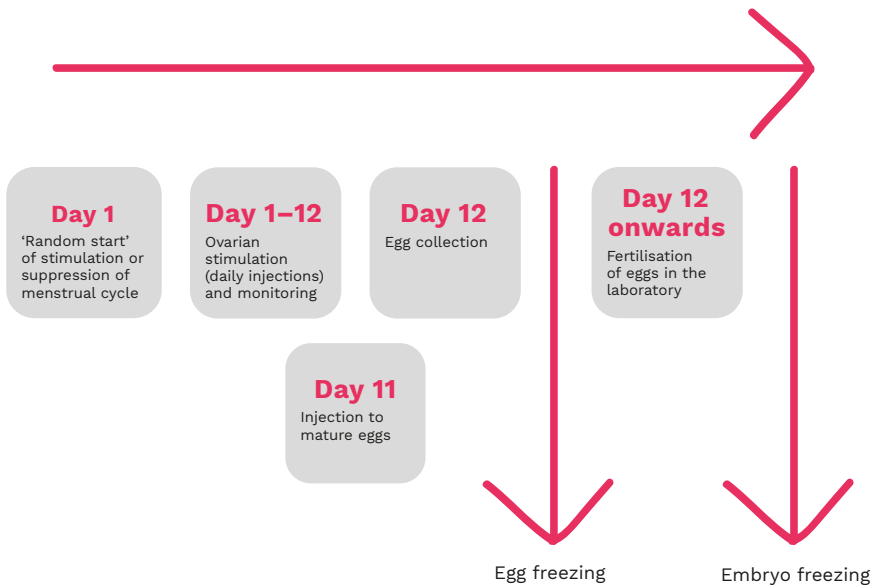 Day 1
‘Random start’
of stimulation or
suppression of
menstrual cycle
Day 1–12
Ovarian
stimulation
(daily injections)
and monitoring
Day 12
Egg collection
Day 12
onwards
Fertilisation
of eggs in the
laboratory
Day 11
Injection to
mature eggs
Egg freezing
Embryo freezing